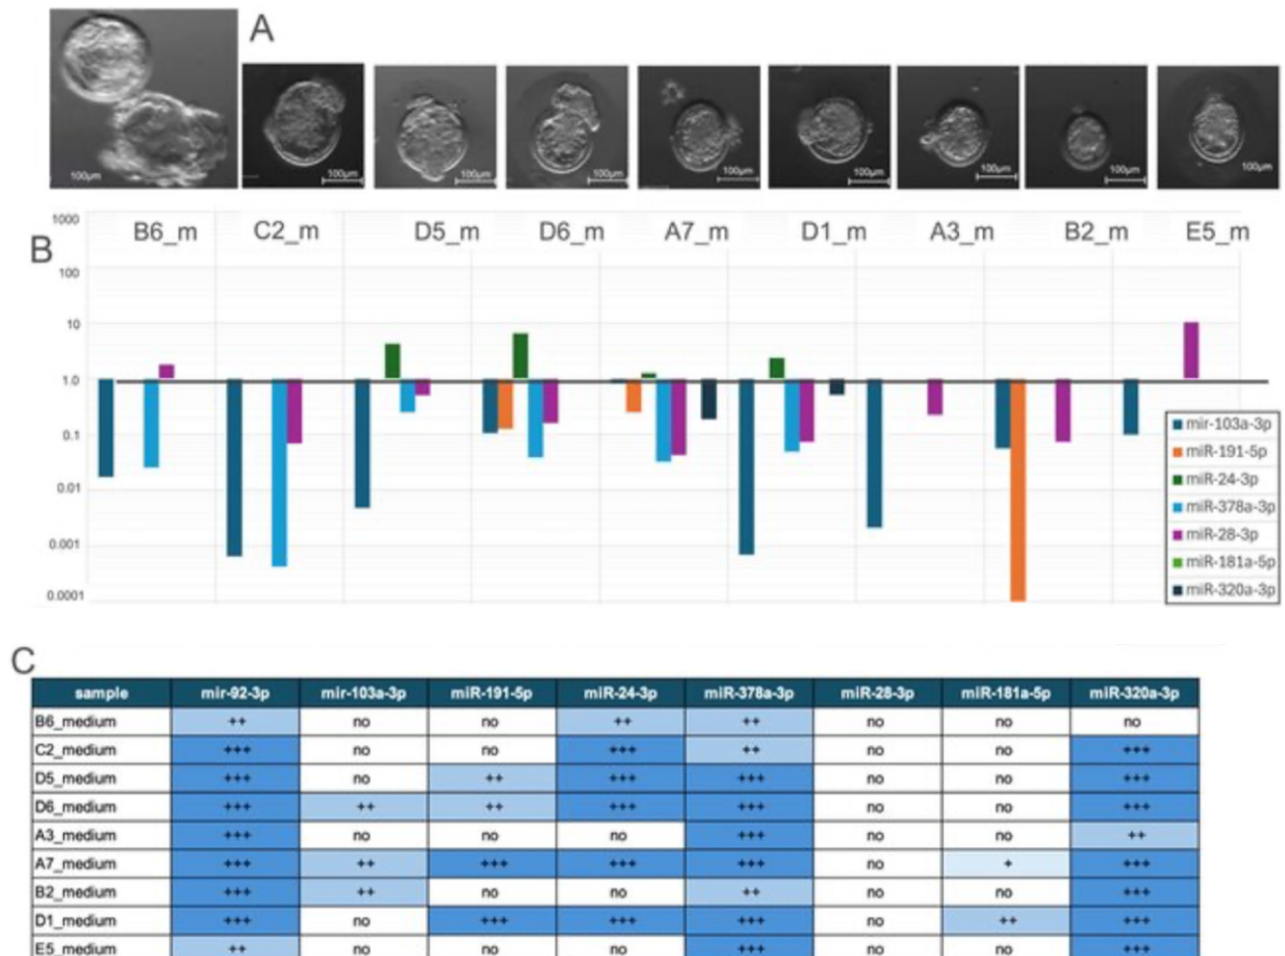 A
100µm
100µm
100µm
100µm
100µm
100µm
100µm
100µm
100µm
B
B6_m C2_m D5_m D6_m A7_m D1_m A3_m B2_m E5_m
1000
100
10
1.0
0.1
0.01
0.001
0.0001
mir-103a-3p
miR-191-5p
miR-24-3p
miR-378a-3p
miR-28-3p
miR-181a-5p
miR-320a-3p
C
sample mir-92-3p mir-103a-3p miR-191-5p miR-24-3p miR-378a-3p miR-28-3p miR-181a-5p miR-320a-3p
B6_medium ++ no no ++ ++ no no no
C2_medium +++ no no +++ ++ no no +++
D5_medium +++ no ++ +++ +++ no no +++
D6_medium +++ ++ ++ +++ +++ no no +++
A3_medium +++ no no no +++ no no ++
A7_medium +++ ++ +++ +++ +++ no + +++
B2_medium +++ ++ no no ++ no no +++
D1_medium +++ no +++ +++ +++ no ++ +++
E5_medium ++ no no no +++ no no +++